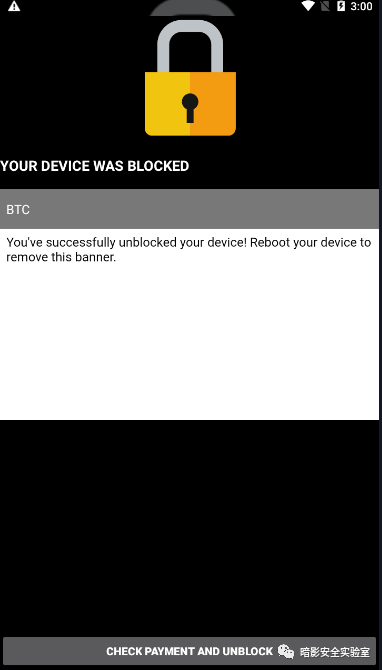 3:00
YOUR DEVICE WAS BLOCKED
BTC
You've successfully unblocked your device! Reboot your device to
remove this banner.
CHECK PAYMENT AND UNBLOCK
暗影安全实验室